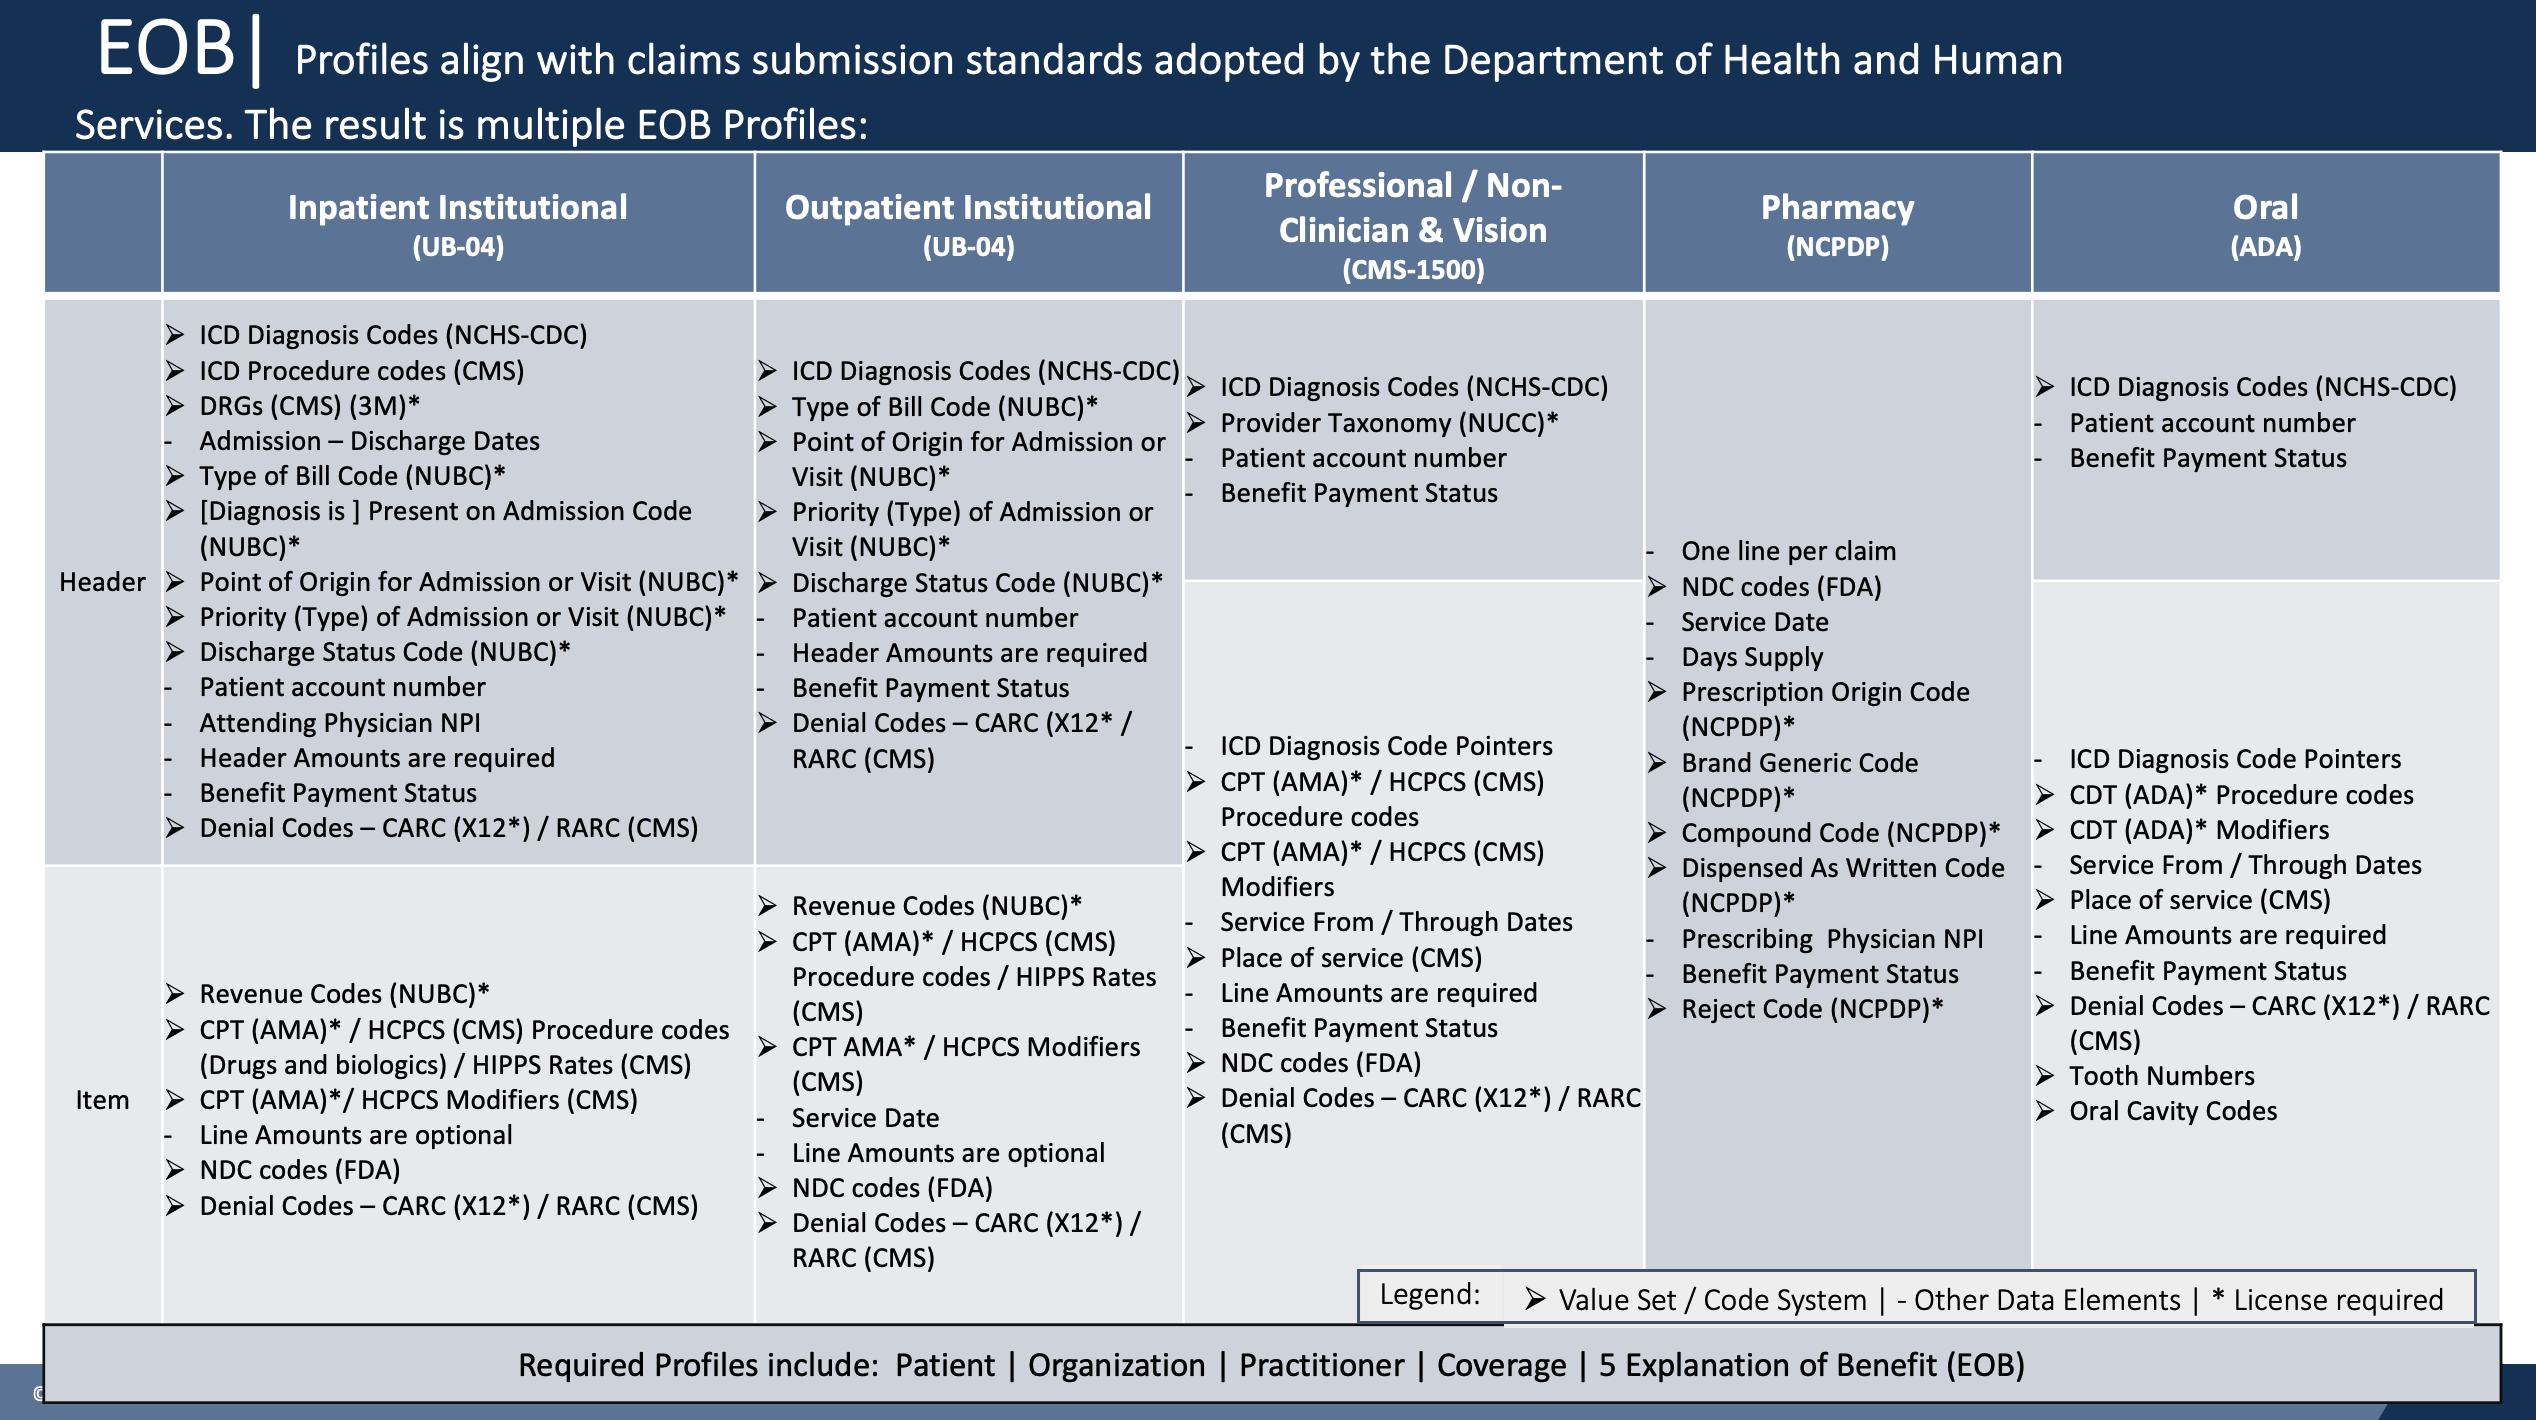 EOB| Profiles align with claims submission standards adopted by the Department of Health and Human
Services. The result is multiple EOB Profiles:
Inpatient Institutional
(UB-04)
Outpatient Institutional
(UB-04)
Professional / Non-
Clinician & Vision
(CMS-1500)
Pharmacy
(NCPDP)
Oral
(ADA)
Header
➢ ICD Diagnosis Codes (NCHS-CDC)
➢ ICD Procedure codes (CMS)
➢ DRGs (CMS) (3M)*
- Admission – Discharge Dates
➢ Type of Bill Code (NUBC)*
➢ [Diagnosis is ] Present on Admission Code
(NUBC)*
➢ Point of Origin for Admission or Visit (NUBC)*
➢ Priority (Type) of Admission or Visit (NUBC)*
➢ Discharge Status Code (NUBC)*
- Patient account number
- Attending Physician NPI
- Header Amounts are required
- Benefit Payment Status
➢ Denial Codes – CARC (X12*) / RARC (CMS)
➢ ICD Diagnosis Codes (NCHS-CDC)
➢ Type of Bill Code (NUBC)*
➢ Point of Origin for Admission or
Visit (NUBC)*
➢ Priority (Type) of Admission or
Visit (NUBC)*
➢ Discharge Status Code (NUBC)*
- Patient account number
- Header Amounts are required
- Benefit Payment Status
➢ Denial Codes – CARC (X12* /
RARC (CMS)
➢ ICD Diagnosis Codes (NCHS-CDC)
➢ Provider Taxonomy (NUCC)*
- Patient account number
- Benefit Payment Status
- One line per claim
➢ NDC codes (FDA)
- Service Date
- Days Supply
➢ Prescription Origin Code
(NCPDP)*
➢ Brand Generic Code
(NCPDP)*
➢ Compound Code (NCPDP)*
➢ Dispensed As Written Code
(NCPDP)*
- Prescribing  Physician NPI
- Benefit Payment Status
➢ Reject Code (NCPDP)*
➢ ICD Diagnosis Codes (NCHS-CDC)
- Patient account number
- Benefit Payment Status
Item
➢ Revenue Codes (NUBC)*
➢ CPT (AMA)* / HCPCS (CMS) Procedure codes
(Drugs and biologics) / HIPPS Rates (CMS)
➢ CPT (AMA)*/ HCPCS Modifiers (CMS)
- Line Amounts are optional
➢ NDC codes (FDA)
➢ Denial Codes – CARC (X12*) / RARC (CMS)
➢ Revenue Codes (NUBC)*
➢ CPT (AMA)* / HCPCS (CMS)
Procedure codes / HIPPS Rates
(CMS)
➢ CPT AMA* / HCPCS Modifiers
(CMS)
- Service Date
- Line Amounts are optional
➢ NDC codes (FDA)
➢ Denial Codes – CARC (X12*) /
RARC (CMS)
- ICD Diagnosis Code Pointers
➢ CPT (AMA)* / HCPCS (CMS)
Procedure codes
➢ CPT (AMA)* / HCPCS (CMS)
Modifiers
- Service From / Through Dates
➢ Place of service (CMS)
- Line Amounts are required
- Benefit Payment Status
➢ NDC codes (FDA)
➢ Denial Codes – CARC (X12*) / RARC
(CMS)
- ICD Diagnosis Code Pointers
➢ CDT (ADA)* Procedure codes
➢ CDT (ADA)* Modifiers
- Service From / Through Dates
➢ Place of service (CMS)
- Line Amounts are required
- Benefit Payment Status
➢ Denial Codes – CARC (X12*) / RARC
(CMS)
➢ Tooth Numbers
➢ Oral Cavity Codes
Legend: ➢ Value Set / Code System | - Other Data Elements | * License required
Required Profiles include:  Patient | Organization | Practitioner | Coverage | 5 Explanation of Benefit (EOB)